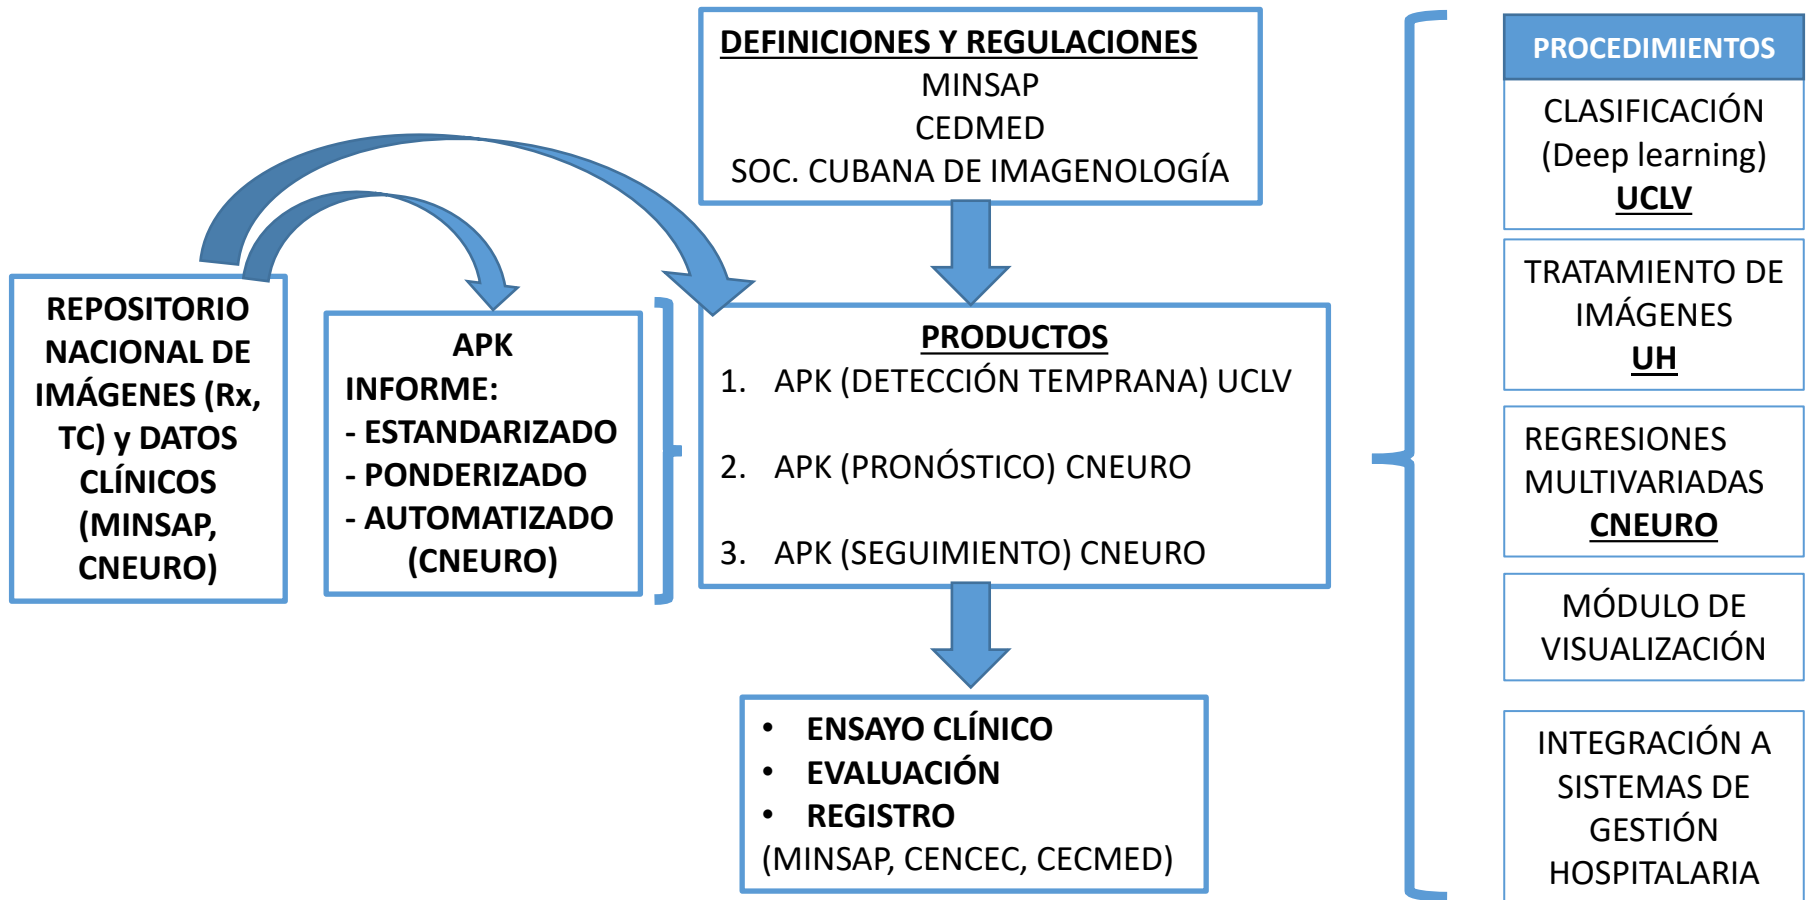 DEFINICIONES Y REGULACIONES
MINSAP
CEDMED
SOC. CUBANA DE IMAGENOLOGÍA
REPOSITORIO
NACIONAL DE
IMÁGENES (Rx,
TC) y DATOS
CLÍNICOS
(MINSAP,
CNEURO)
APK
INFORME:
- ESTANDARIZADO
- PONDERIZADO
- AUTOMATIZADO
(CNEURO)
PRODUCTOS
1. APK (DETECCIÓN TEMPRANA) UCLV
2. APK (PRONÓSTICO) CNEURO
3. APK (SEGUIMIENTO) CNEURO
• ENSAYO CLÍNICO
• EVALUACIÓN
• REGISTRO
(MINSAP, CENCEC, CECMED)
PROCEDIMIENTOS
CLASIFICACIÓN
(Deep learning)
UCLV
TRATAMIENTO DE
IMÁGENES
UH
REGRESIONES
MULTIVARIADAS
CNEURO
MÓDULO DE
VISUALIZACIÓN
INTEGRACIÓN A
SISTEMAS DE
GESTIÓN
HOSPITALARIA